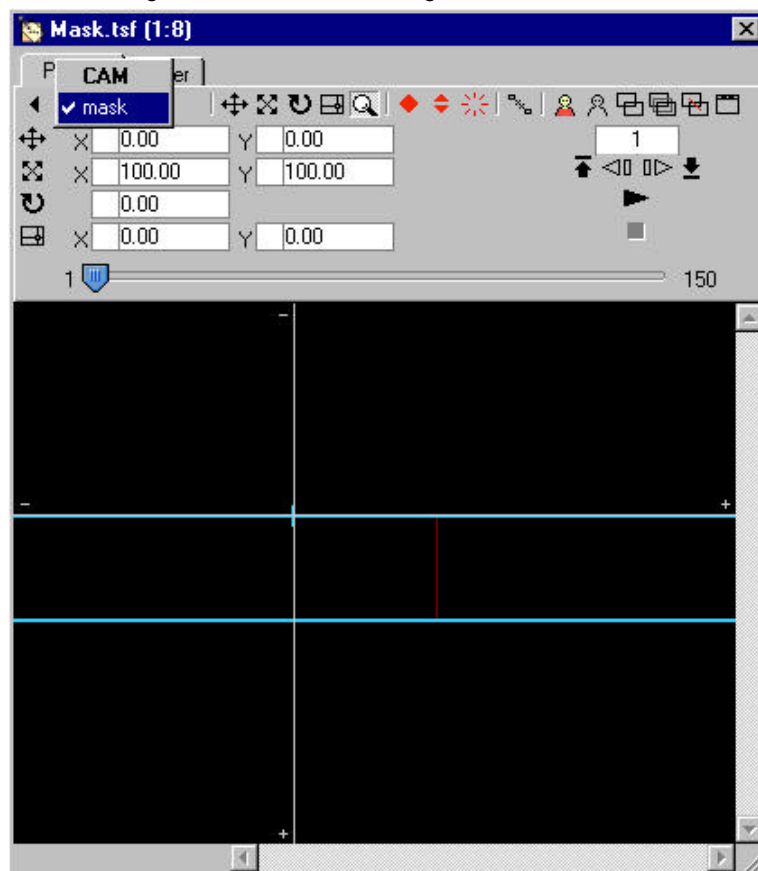 Mask.tsf (1:8)
P CAM er
✓ mask
X 0.00 Y 0.00 1
X 100.00 Y 100.00
0.00
X 0.00 Y 0.00
1 150
-
- +
+